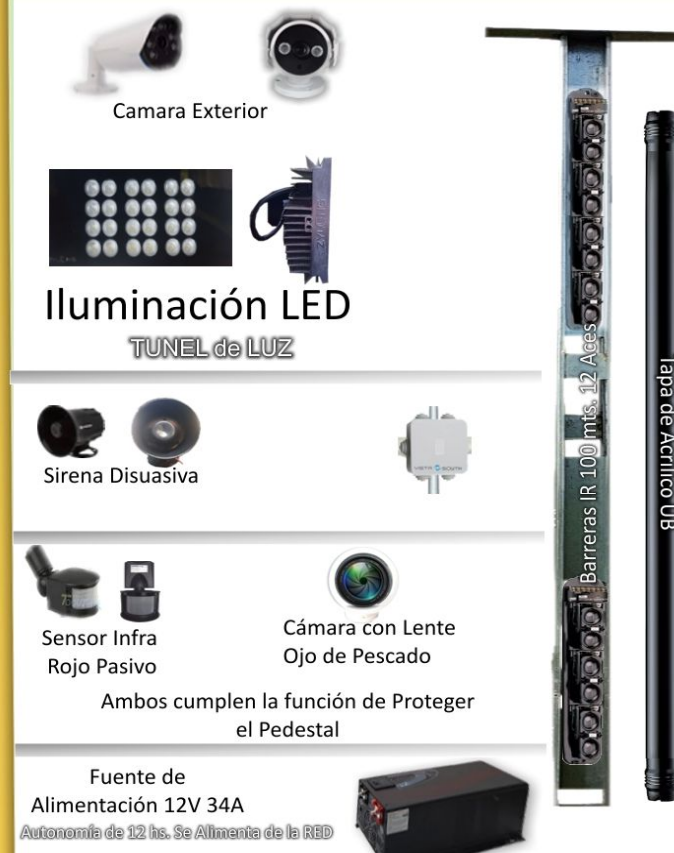 Camara Exterior
Iluminación LED
TUNEL de LUZ
Sirena Disuasiva
Sensor Infra
Rojo Pasivo
Cámara con Lente
Ojo de Pescado
Ambos cumplen la función de Proteger
el Pedestal
Fuente de
Alimentación 12V 34A
Autonomía de 12 hs. Se Alimenta de la RED
Barreras IR 100 mts. 12 Aces
Tapa de Acrílico UB